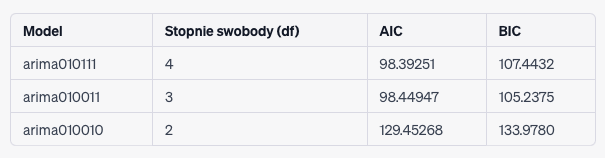 Model Stopnie swobody (df) AIC BIC
arima010111 4 98.39251 107.4432
arima010011 3 98.44947 105.2375
arima010010 2 129.45268 133.9780